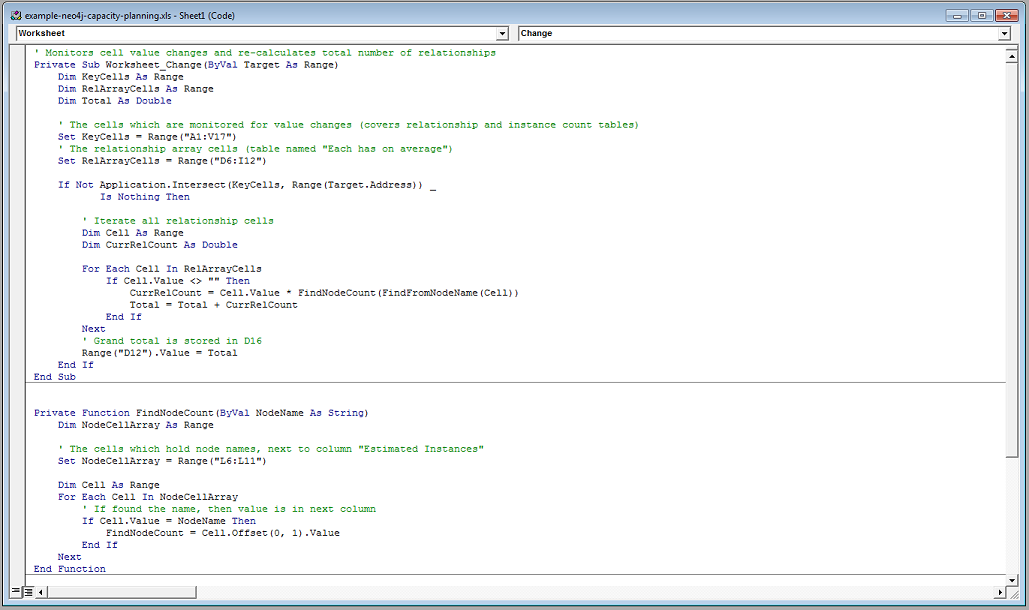 example-neo4j-capacity-planning.xls - Sheet1 (Code)
Worksheet Change
' Monitors cell value changes and re-calculates total number of relationships
Private Sub Worksheet_Change(ByVal Target As Range)
    Dim KeyCells As Range
    Dim RelArrayCells As Range
    Dim Total As Double

    ' The cells which are monitored for value changes (covers relationship and instance count tables)
    Set KeyCells = Range("A1:V17")
    ' The relationship array cells (table named "Each has on average")
    Set RelArrayCells = Range("D6:I12")

    If Not Application.Intersect(KeyCells, Range(Target.Address)) _
           Is Nothing Then

        ' Iterate all relationship cells
        Dim Cell As Range
        Dim CurrRelCount As Double

        For Each Cell In RelArrayCells
            If Cell.Value <> "" Then
                CurrRelCount = Cell.Value * FindNodeCount(FindFromNodeName(Cell))
                Total = Total + CurrRelCount
            End If
        Next
        ' Grand total is stored in D16
        Range("D12").Value = Total
    End If
End Sub

Private Function FindNodeCount(ByVal NodeName As String)
    Dim NodeCellArray As Range

    ' The cells which hold node names, next to column "Estimated Instances"
    Set NodeCellArray = Range("L6:L11")

    Dim Cell As Range
    For Each Cell In NodeCellArray
        ' If found the name, then value is in next column
        If Cell.Value = NodeName Then
            FindNodeCount = Cell.Offset(0, 1).Value
        End If
    Next
End Function